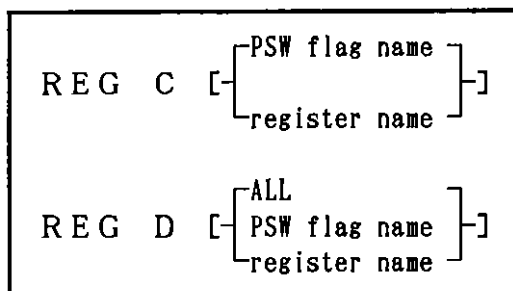 PSW flag name
REG C [ ]
register name
ALL
REG D [ PSW flag name ]
register name